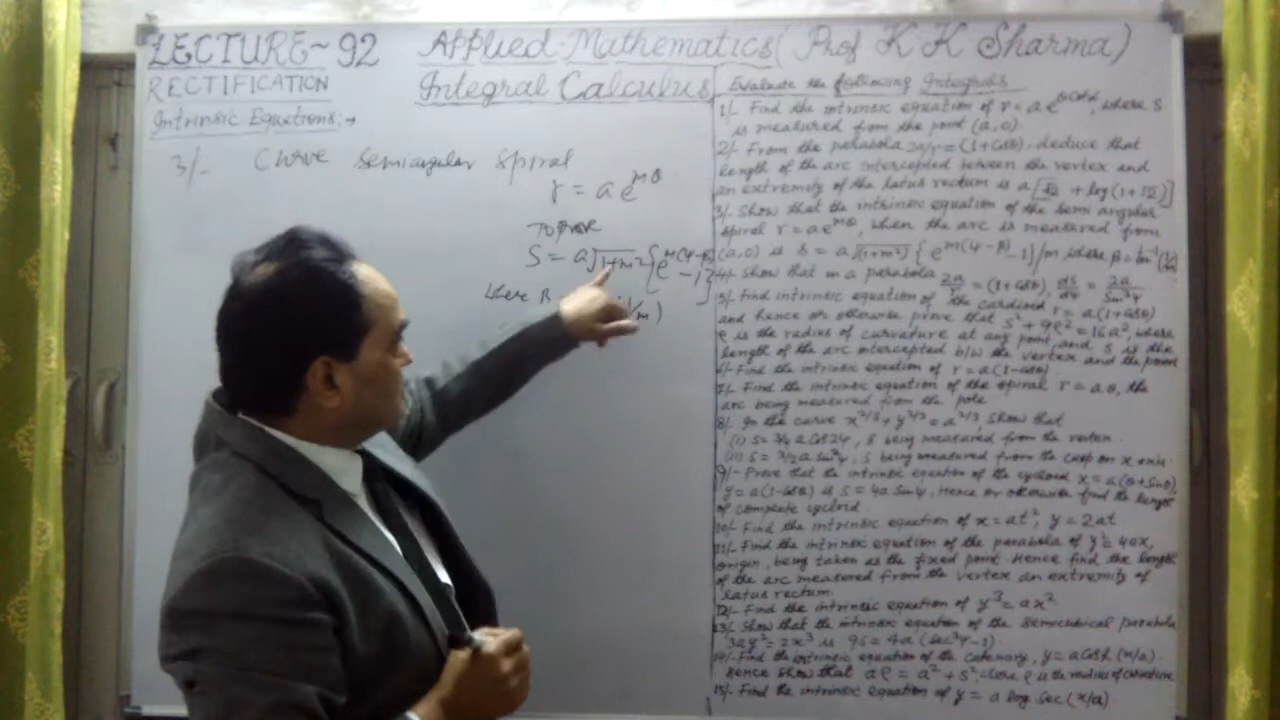 LECTURE~92 Applied-Mathematics( Prof K K Sharma)
RECTIFICATION Integral Calculus
Intrinsic Equations:→
3/- Curve Semiangular Spiral
r = a e^{mθ}
To prove
S = a√1+m² {e^{m(ψ-β)}
-1}
where β
Evaluate the following Integrals
1/- Find the intrinsic equation of r = a e^{θ cot α}, where S
is measured from the point (a,0).
2/- From the parabola 2a/r = (1+Cosθ). deduce that
length of the arc intercepted between the vertex and
an extremity of the latus rectum is a[√2 + log(1+√2)]
3/- Show that the intrinsic equation of the semi angular
spiral r = ae^{mθ}, when the arc is measured from
(a,0) is s = a√(1+m²) { e^{m(ψ-β)} -1}/m, where β = tan⁻¹(1/m)
4/- Show that in a parabola 2a/r = (1+Cosθ), ds/dψ = 2a/Sin³ψ
5/- Find intrinsic equation of the cardioid r = a(1+Cosθ)
and hence or otherwise prove that s²+9ρ² = 16a², where
ρ is the radius of curvature at any point, and s is the
length of the arc intercepted b/w the vertex and the point
6/- Find the intrinsic equation of r = a(1-Cosθ)
7/- Find the intrinsic equation of the spiral r = aθ, the
arc being measured from the pole
8/- In the curve x^{2/3} + y^{2/3} = a^{2/3}, show that
(i) s = 3/4 a Cos2ψ, s being measured from the vertex.
(ii) s = 3/2 a Sin²ψ, s being measured from the cusp on x axis.
9/- Prove that the intrinsic equation of the cycloid x = a(θ+Sinθ),
y = a(1-Cosθ) is s = 4a Sinψ, Hence or otherwise find the length
of complete cycloid.
10/- Find the intrinsic equation of x = at², y = 2at
11/- Find the intrinsic equation of the parabola of y² = 4ax,
origin, being taken as the fixed point Hence find the length
of the arc measured from the vertex an extremity of
latus rectum.
12/- Find the intrinsic equation of y³ = ax²
13/- Show that the intrinsic equation of the semicubical parabola
3ay² = 2x³ is 9s = 4a (sec³ψ-1)
14/- Find the intrinsic equation of the catenary, y = a Cosh (x/a)
Hence show that aρ = a² + s², where ρ is the radius of curvature
15/- Find the intrinsic equation of y = a log sec (x/a)